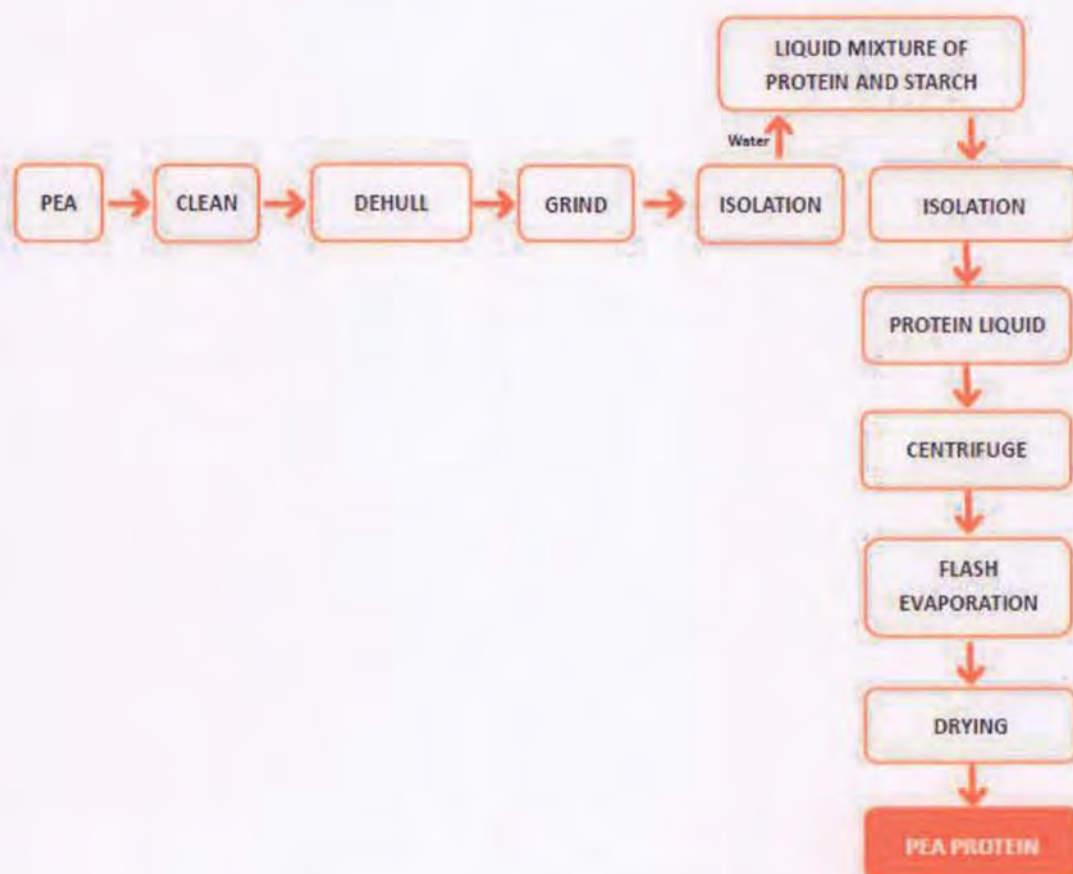 PEA
CLEAN
DEHULL
GRIND
ISOLATION
Water
LIQUID MIXTURE OF
PROTEIN AND STARCH
ISOLATION
PROTEIN LIQUID
CENTRIFUGE
FLASH
EVAPORATION
DRYING
PEA PROTEIN